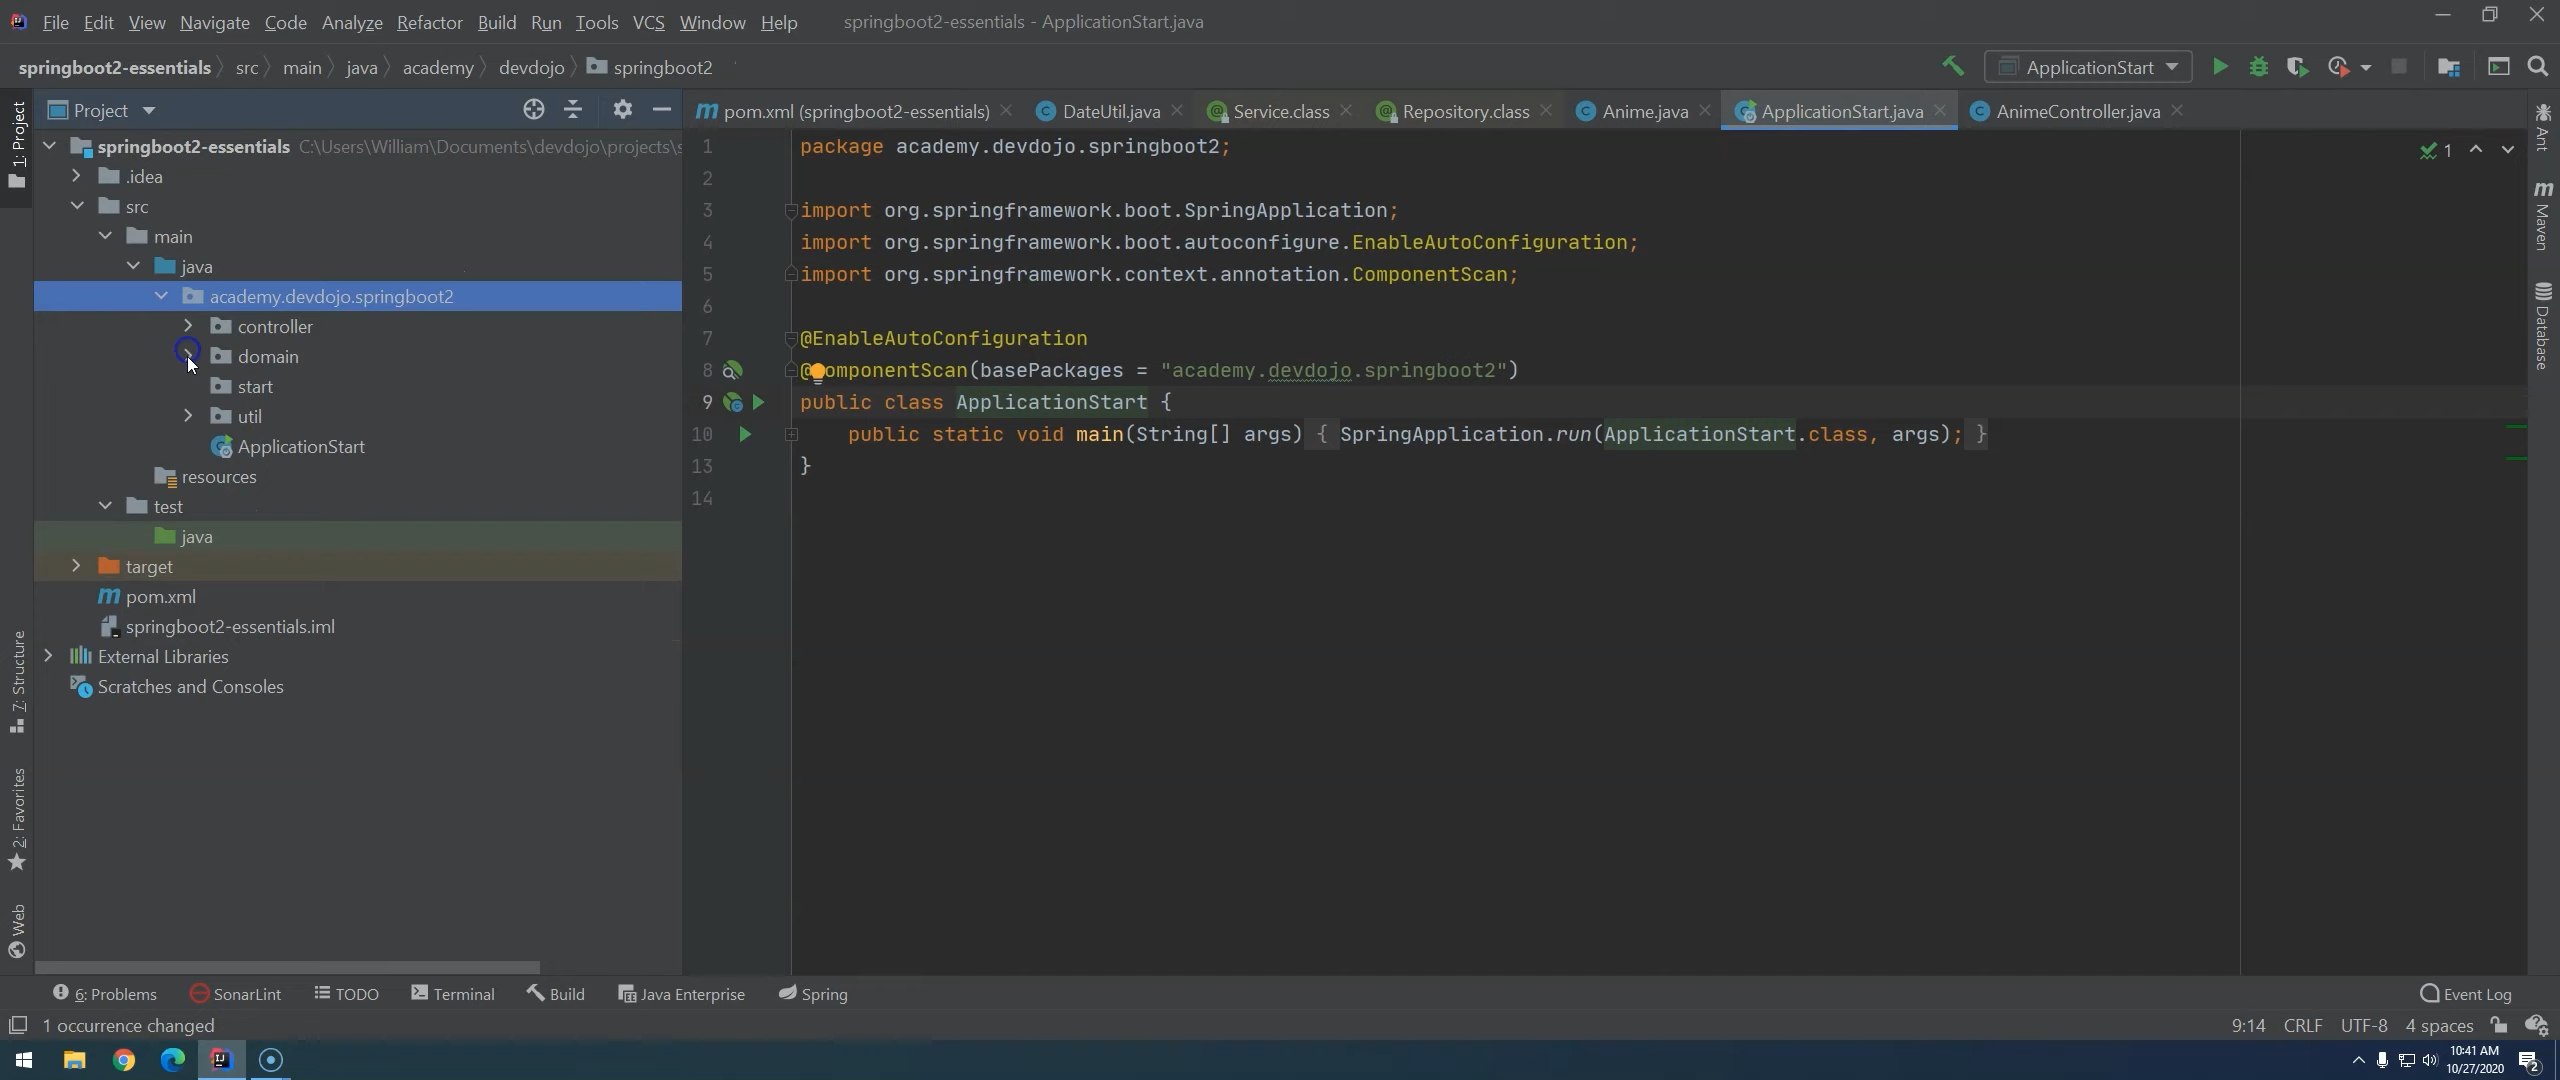 File Edit View Navigate Code Analyze Refactor Build Run Tools VCS Window Help springboot2-essentials - ApplicationStart.java
springboot2-essentials src main java academy devdojo springboot2 ApplicationStart
1: Project
Project
pom.xml (springboot2-essentials) DateUtil.java Service.class Repository.class Anime.java ApplicationStart.java AnimeController.java
springboot2-essentials C:\Users\William\Documents\devdojo\projects\s
.idea
src
main
java
academy.devdojo.springboot2
controller
domain
start
util
ApplicationStart
resources
test
java
target
pom.xml
springboot2-essentials.iml
External Libraries
Scratches and Consoles
1 package academy.devdojo.springboot2;
2
3 import org.springframework.boot.SpringApplication;
4 import org.springframework.boot.autoconfigure.EnableAutoConfiguration;
5 import org.springframework.context.annotation.ComponentScan;
6
7 @EnableAutoConfiguration
8 @ComponentScan(basePackages = "academy.devdojo.springboot2")
9 public class ApplicationStart {
10 public static void main(String[] args) { SpringApplication.run(ApplicationStart.class, args); }
13 }
14
1
Ant
Maven
Database
7: Structure
2: Favorites
Web
6: Problems SonarLint TODO Terminal Build Java Enterprise Spring Event Log
1 occurrence changed 9:14 CRLF UTF-8 4 spaces
10:41 AM
10/27/2020
2